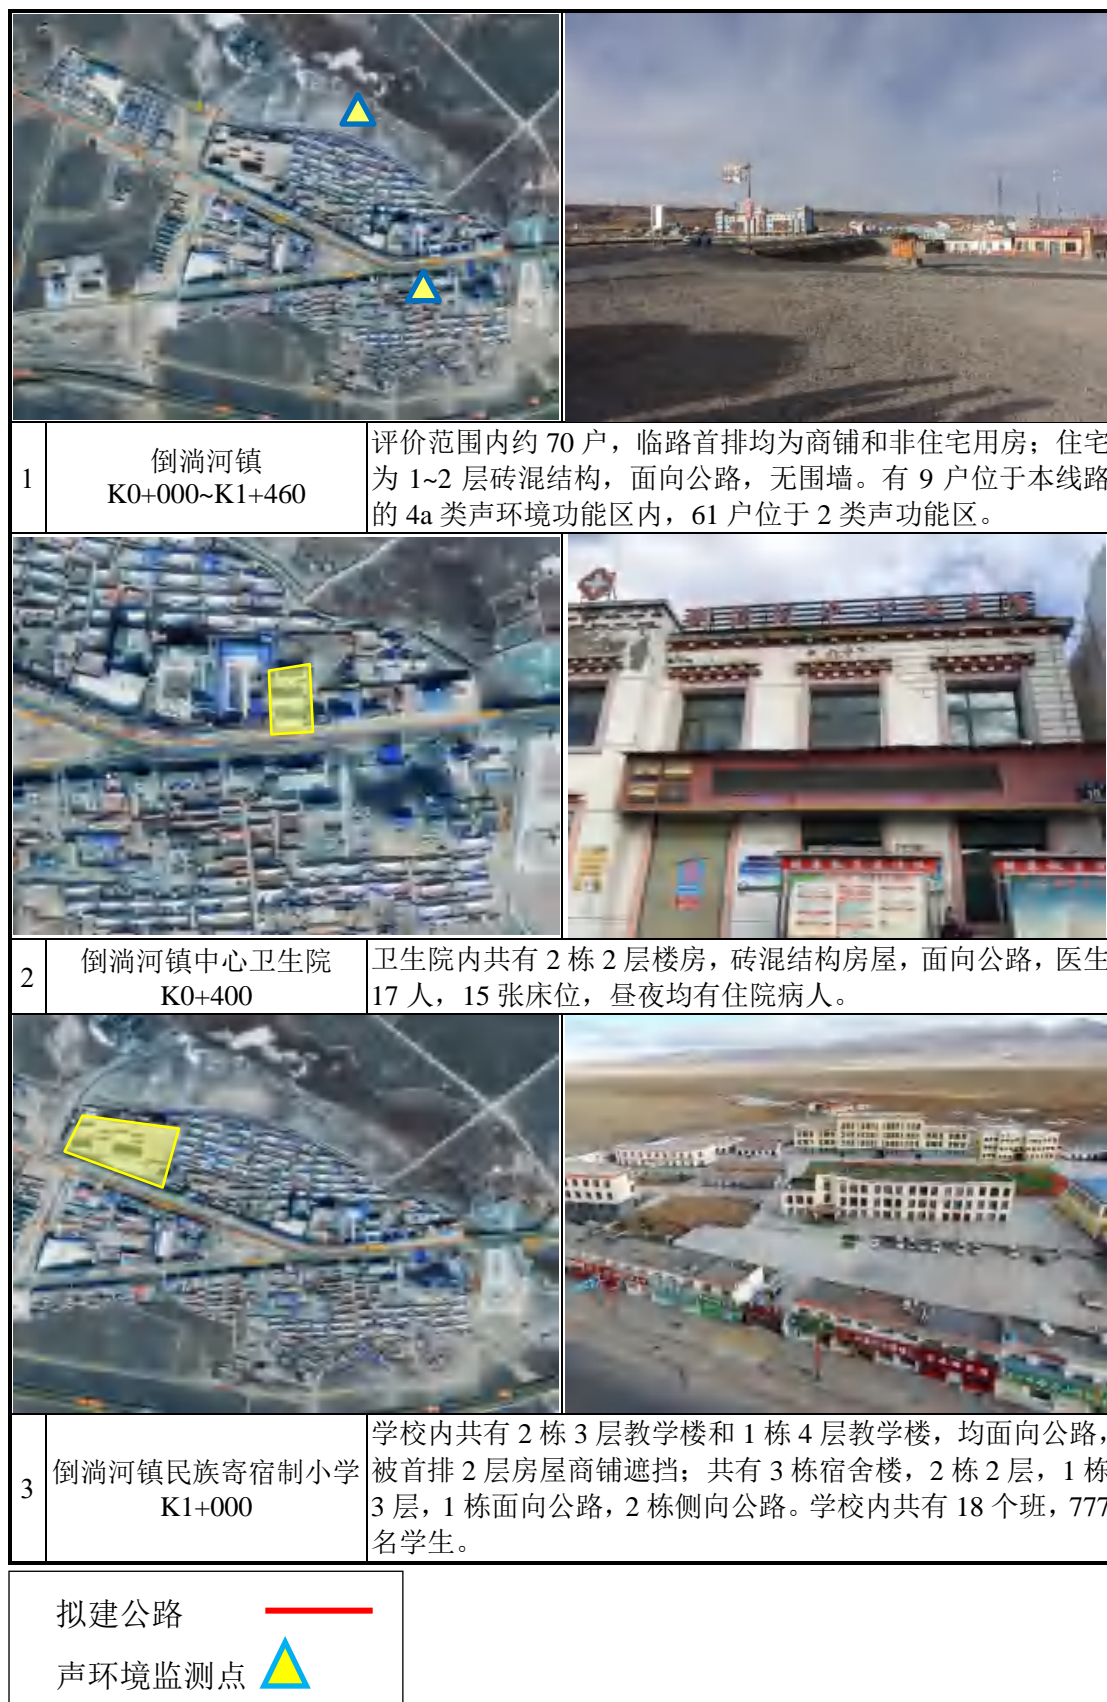 1
倒淌河镇
K0+000~K1+460
评价范围内约 70 户，临路首排均为商铺和非住宅用房；住宅
为 1~2 层砖混结构，面向公路，无围墙。有 9 户位于本线路
的 4a 类声环境功能区内，61 户位于 2 类声功能区。
2
倒淌河镇中心卫生院
K0+400
卫生院内共有 2 栋 2 层楼房，砖混结构房屋，面向公路，医生
17 人，15 张床位，昼夜均有住院病人。
3
倒淌河镇民族寄宿制小学
K1+000
学校内共有 2 栋 3 层教学楼和 1 栋 4 层教学楼，均面向公路，
被首排 2 层房屋商铺遮挡；共有 3 栋宿舍楼，2 栋 2 层，1 栋
3 层，1 栋面向公路，2 栋侧向公路。学校内共有 18 个班，777
名学生。
拟建公路
声环境监测点